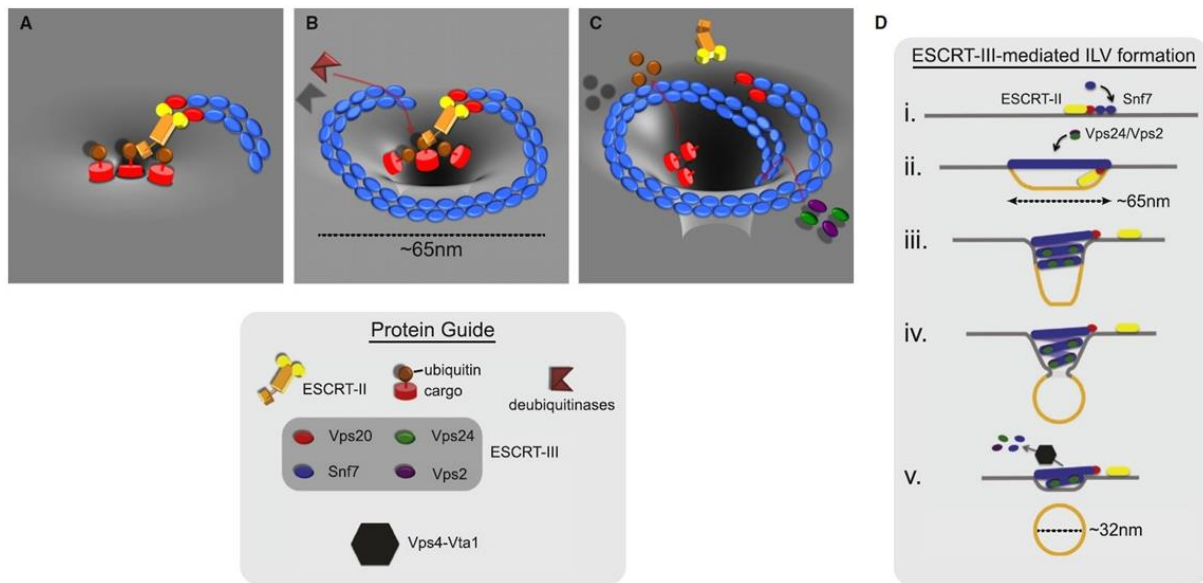 A
B
C
D
~65nm
ESCRT-III-mediated ILV formation
i.
ESCRT-II
Snf7
Vps24/Vps2
ii.
~65nm
iii.
iv.
v.
~32nm
Protein Guide
ESCRT-II
ubiquitin
cargo
deubiquitinases
Vps20
Vps24
Snf7
Vps2
ESCRT-III
Vps4-Vta1